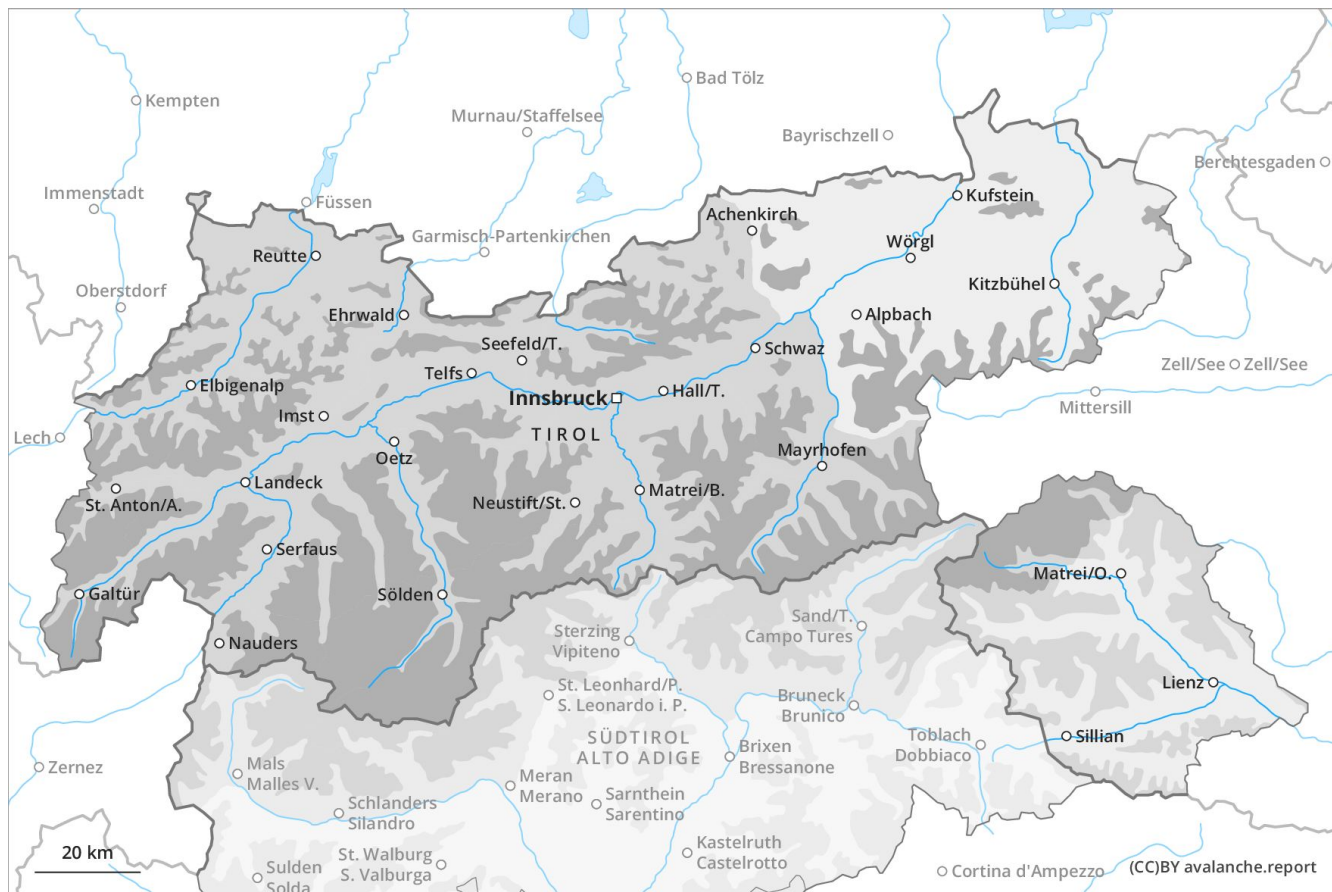 Bad Tölz
Kempten
Murnau/Staffelsee
Bayrischzell
Berchtesgaden
Immenstadt
Füssen
Kufstein
Achenkirch
Garmisch-Partenkirchen
Wörgl
Reutte
Oberstdorf
Kitzbühel
Ehrwald
Alpbach
Seefeld/T.
Schwaz
Zell/See
Zell/See
Telfs
Elbigenalp
Hall/T.
Innsbruck
Mittersill
Imst
TIROL
Lech
Oetz
Mayrhofen
Landeck
Matrei/B.
St. Anton/A.
Neustift/St.
Serfaus
Matrei/O.
Galtür
Sölden
Sand/T.
Campo Tures
Sterzing
Vipiteno
Nauders
Lienz
St. Leonhard/P.
S. Leonardo i. P.
Bruneck
Brunico
SÜDTIROL
ALTO ADIGE
Sillian
Toblach
Dobbiaco
Brixen
Bressanone
Zernez
Mals
Malles V.
Meran
Merano
Sarnthein
Sarentino
Schlanders
Silandro
20 km
Kastelruth
Castelrotto
St. Walburg
S. Valburga
Sulden
Solda
Cortina d'Ampezzo
(CC)BY avalanche.report